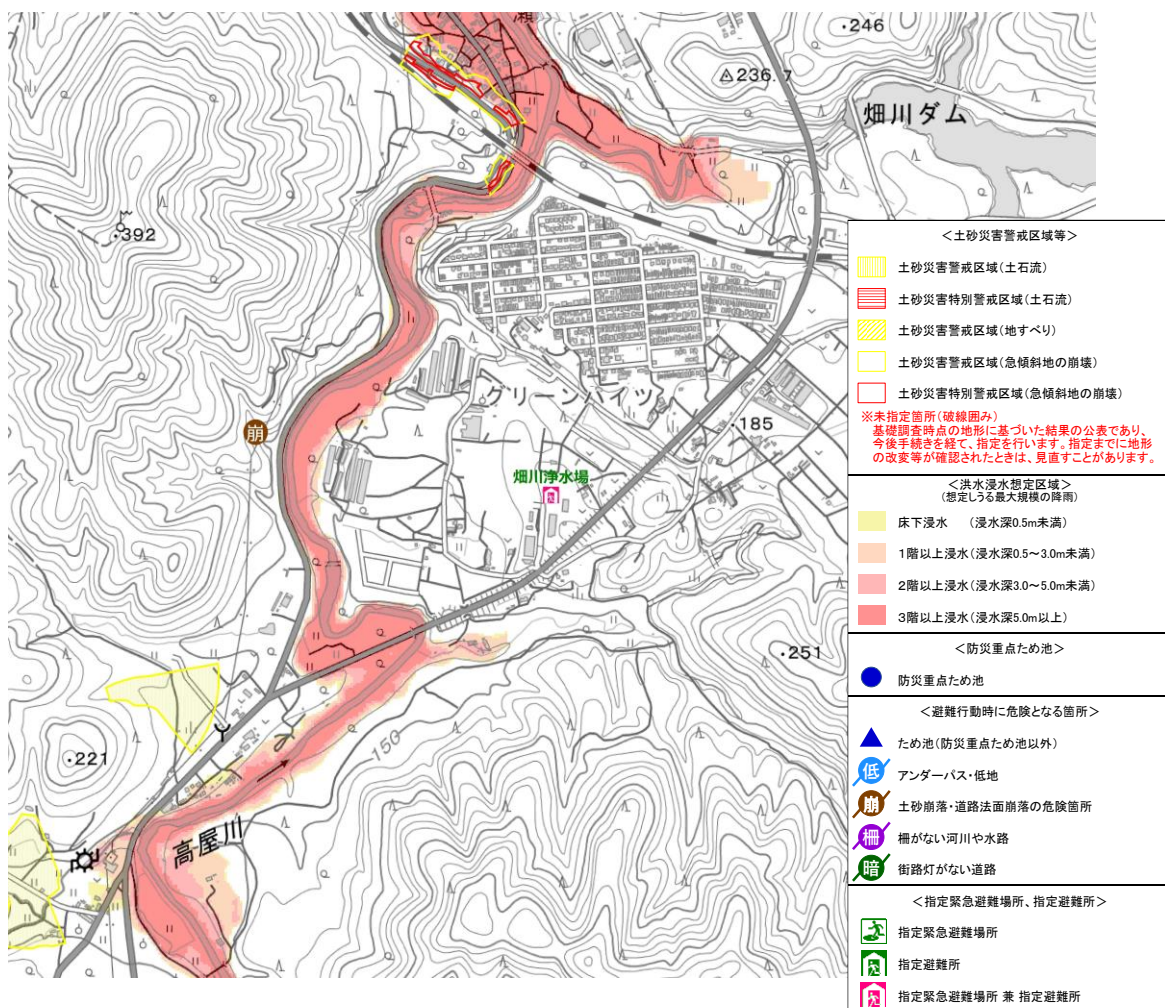 瀬
246
236.7
畑川ダム
392
グリーンハイツ
185
崩
畑川浄水場
251
150
221
高屋川
＜土砂災害警戒区域等＞
土砂災害警戒区域（土石流）
土砂災害特別警戒区域（土石流）
土砂災害警戒区域（地すべり）
土砂災害警戒区域（急傾斜地の崩壊）
土砂災害特別警戒区域（急傾斜地の崩壊）
※未指定箇所（破線囲み）
基礎調査時点の地形に基づいた結果の公表であり、
今後手続きを経て、指定を行います。指定までに地形
の改変等が確認されたときは、見直すことがあります。
＜洪水浸水想定区域＞
（想定しうる最大規模の降雨）
床下浸水　（浸水深0.5m未満）
1階以上浸水（浸水深0.5～3.0m未満）
2階以上浸水（浸水深3.0～5.0m未満）
3階以上浸水（浸水深5.0m以上）
＜防災重点ため池＞
防災重点ため池
＜避難行動時に危険となる箇所＞
ため池（防災重点ため池以外）
低 アンダーパス・低地
崩 土砂崩落・道路法面崩落の危険箇所
柵 柵がない河川や水路
暗 街路灯がない道路
＜指定緊急避難場所、指定避難所＞
指定緊急避難場所
指定避難所
指定緊急避難場所 兼 指定避難所